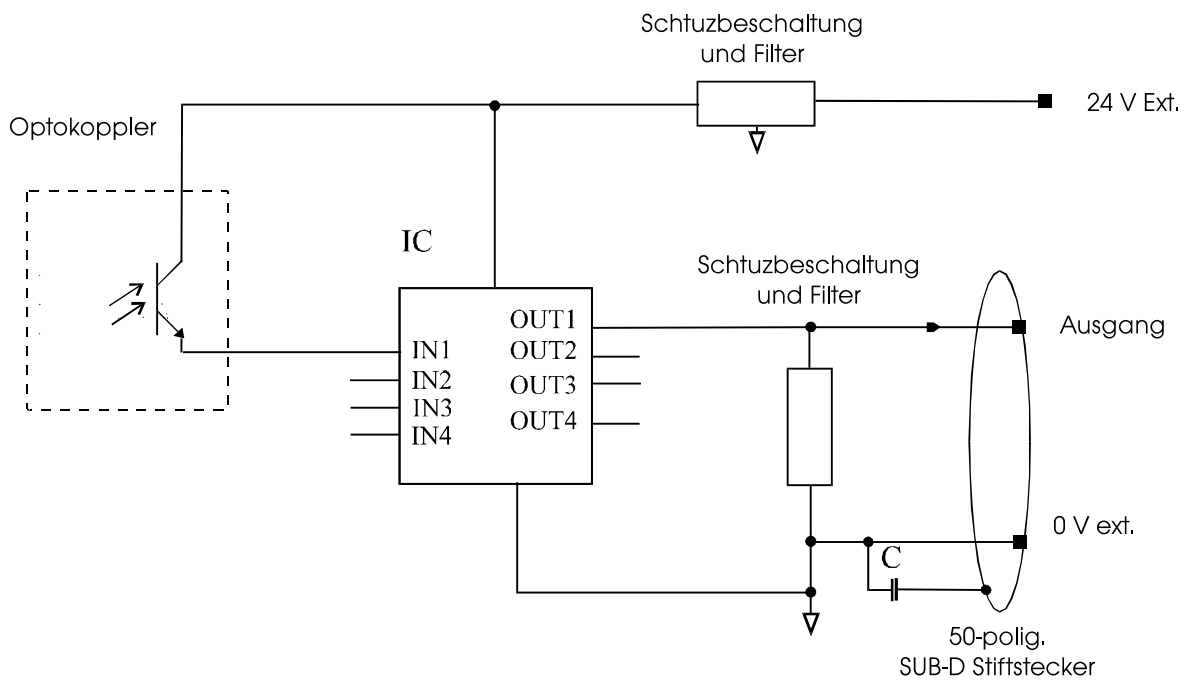 Schtuzbeschaltung
und Filter
24 V Ext.
Optokoppler
IC
Schtuzbeschaltung
und Filter
OUT1
Ausgang
IN1
OUT2
IN2
OUT3
IN3
OUT4
IN4
0 V ext.
C
50-polig.
SUB-D Stiftstecker